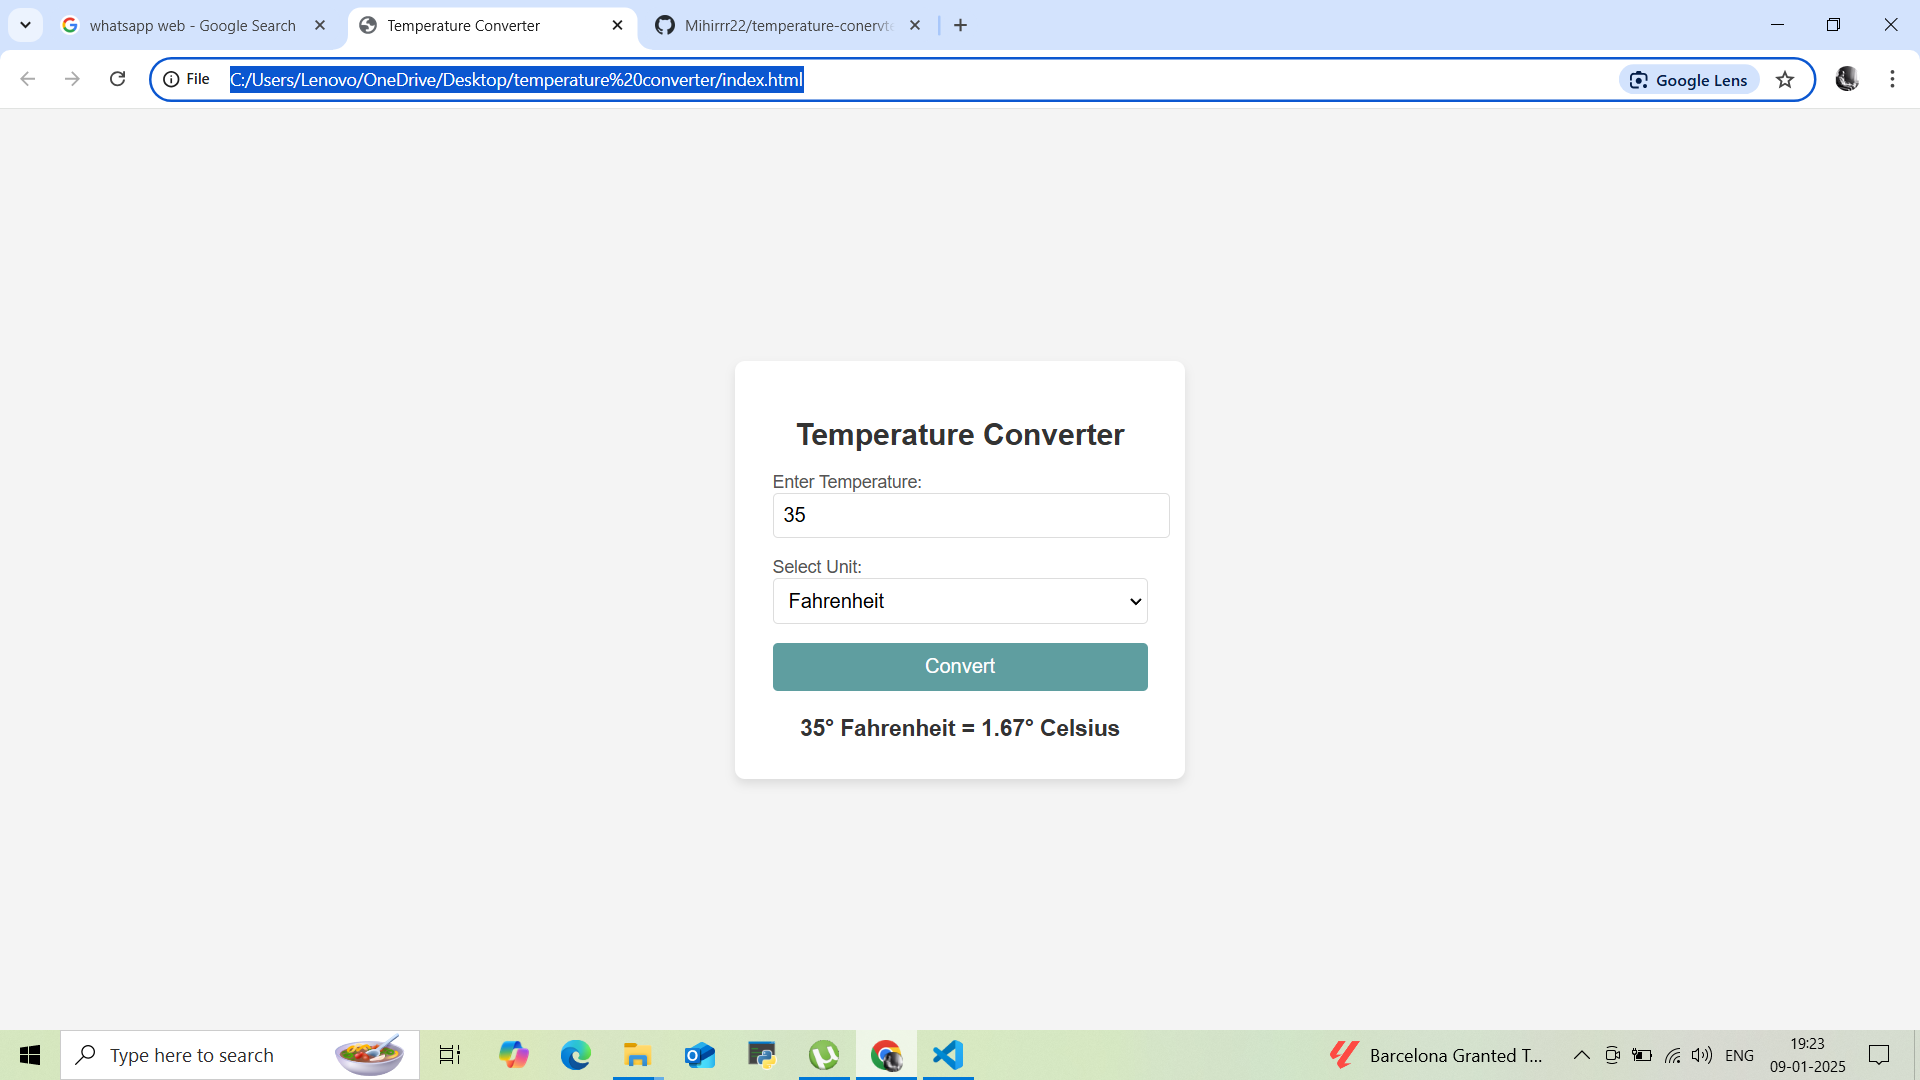 whatsapp web - Google Search
Temperature Converter
Mihirrr22/temperature-conervte
File
C:/Users/Lenovo/OneDrive/Desktop/temperature%20converter/index.html
Google Lens
Temperature Converter
Enter Temperature:
35
Select Unit:
Fahrenheit
Convert
35° Fahrenheit = 1.67° Celsius
Type here to search
Barcelona Granted T...
ENG
19:23
09-01-2025